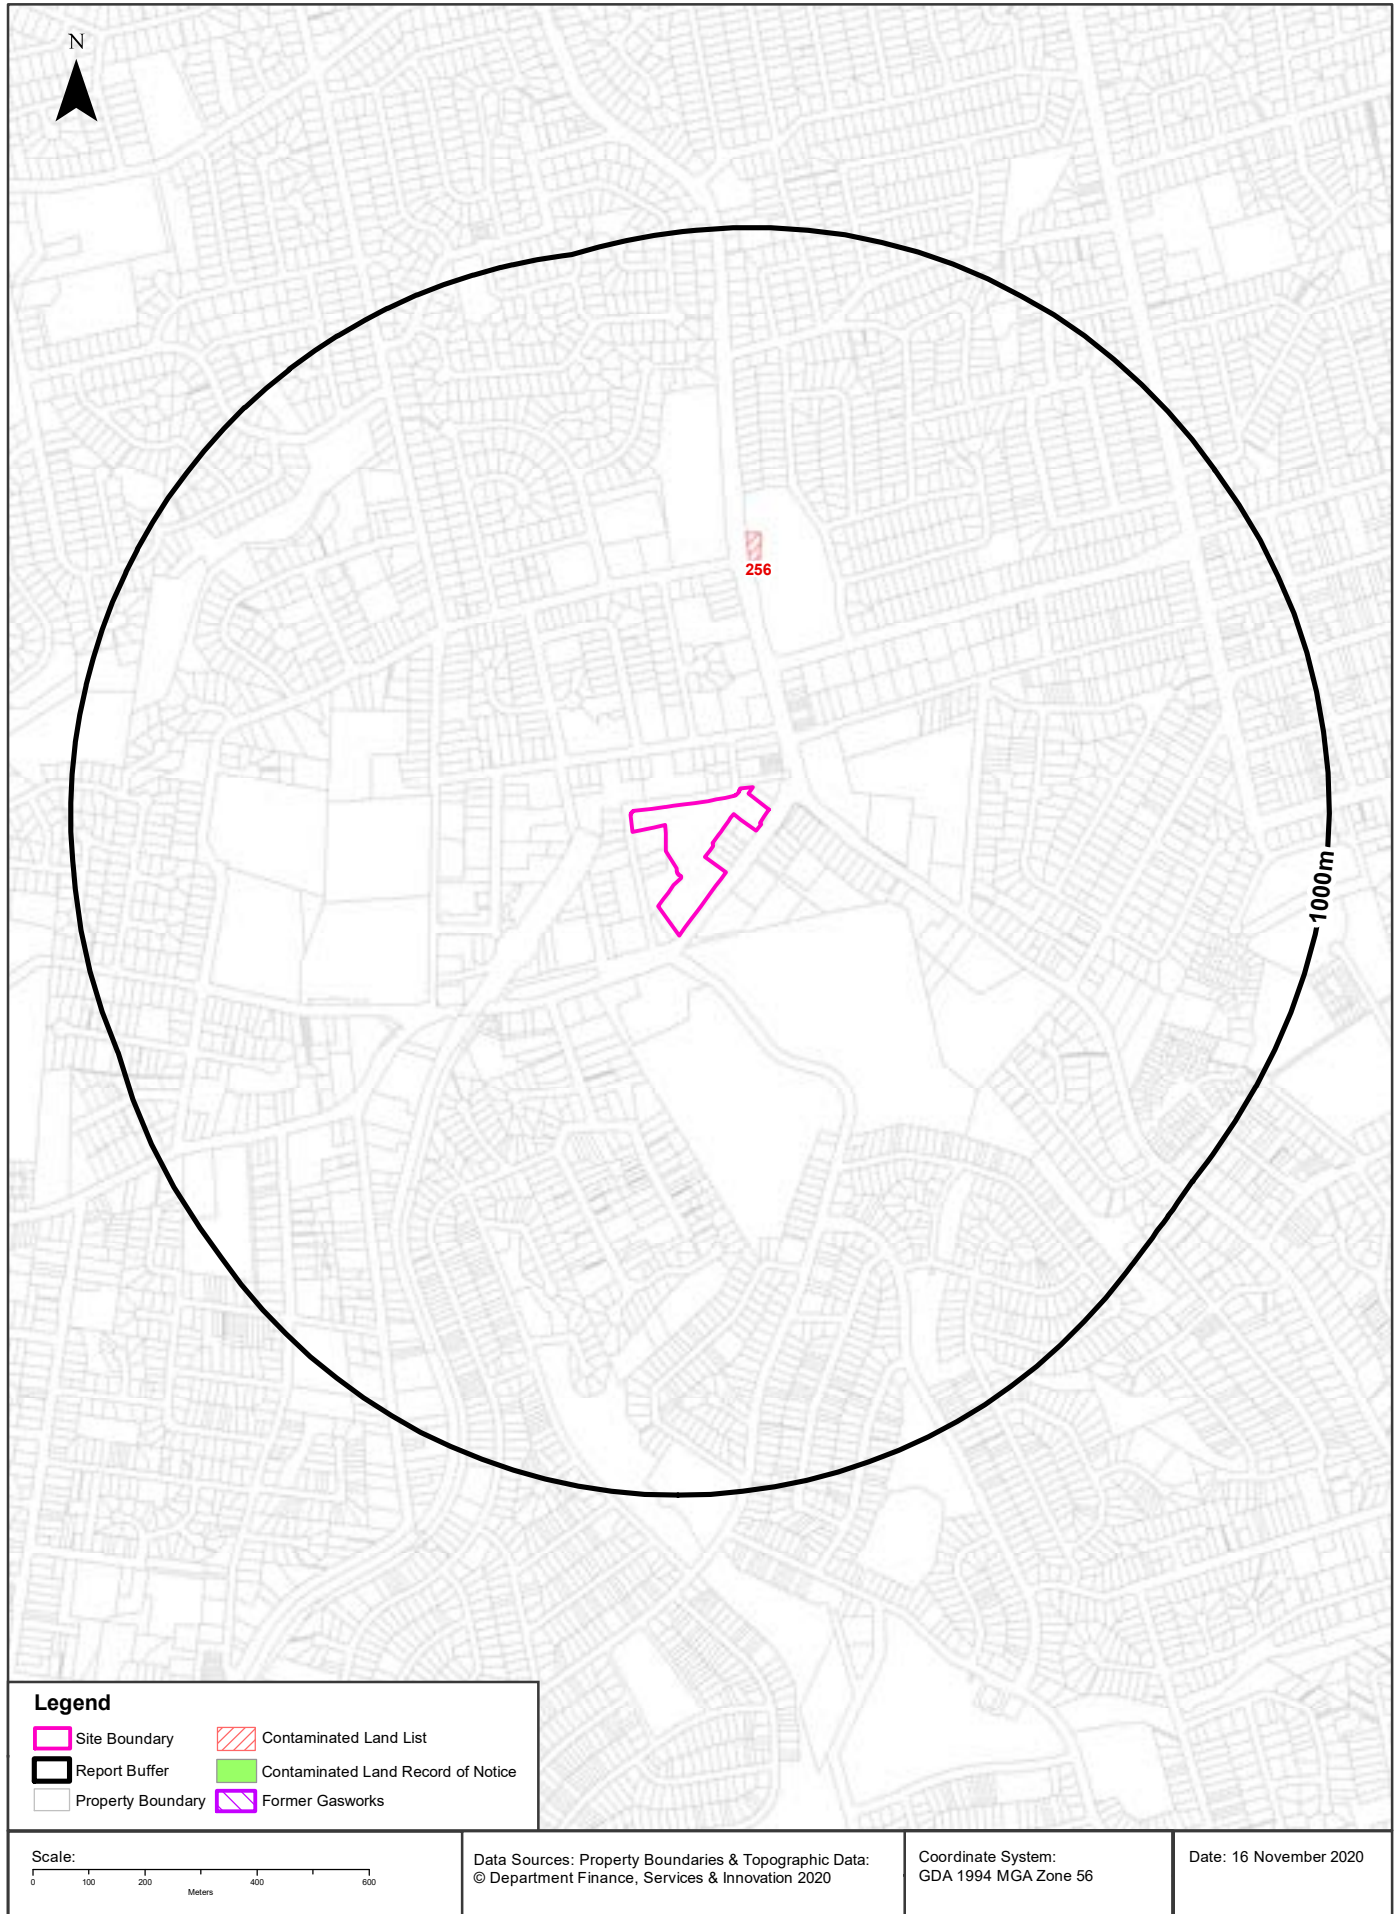 N
256
1000m
Legend
Site Boundary
Contaminated Land List
Report Buffer
Contaminated Land Record of Notice
Property Boundary
Former Gasworks
Scale:
0 100 200 400 600
Meters
Data Sources: Property Boundaries & Topographic Data:
© Department Finance, Services & Innovation 2020
Coordinate System:
GDA 1994 MGA Zone 56
Date: 16 November 2020